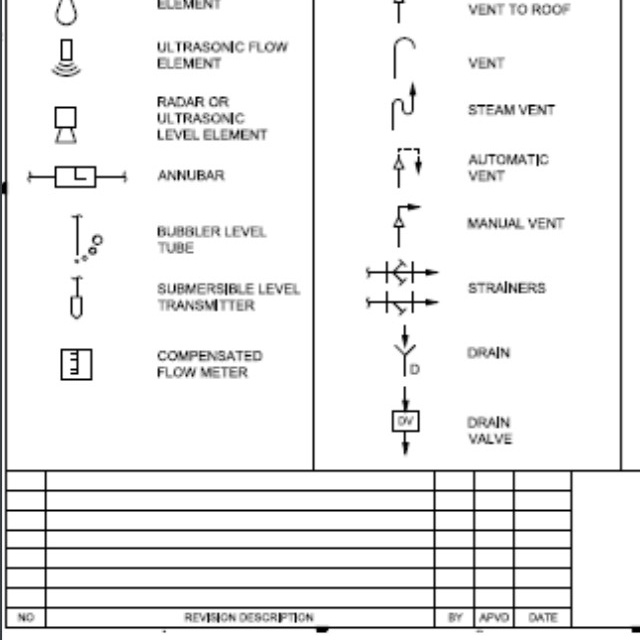 ELEMENT
ULTRASONIC FLOW
ELEMENT
RADAR OR
ULTRASONIC
LEVEL ELEMENT
ANNUBAR
BUBBLER LEVEL
TUBE
SUBMERSIBLE LEVEL
TRANSMITTER
COMPENSATED
FLOW METER
VENT TO ROOF
VENT
STEAM VENT
AUTOMATIC
VENT
MANUAL VENT
STRAINERS
D
DRAIN
DV
DRAIN
VALVE
NO REVISION DESCRIPTION BY APVD DATE